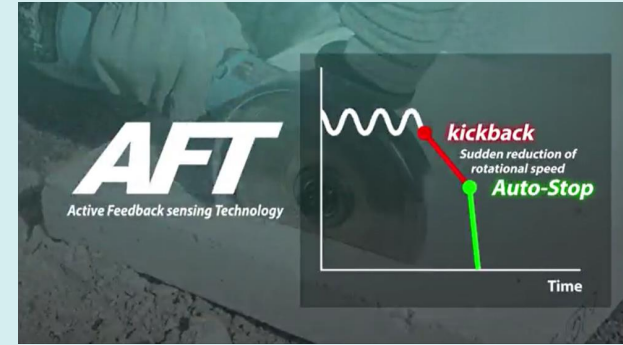 AFT
Active Feedback sensing Technology
kickback
Sudden reduction of
rotational speed
Auto-Stop
Time